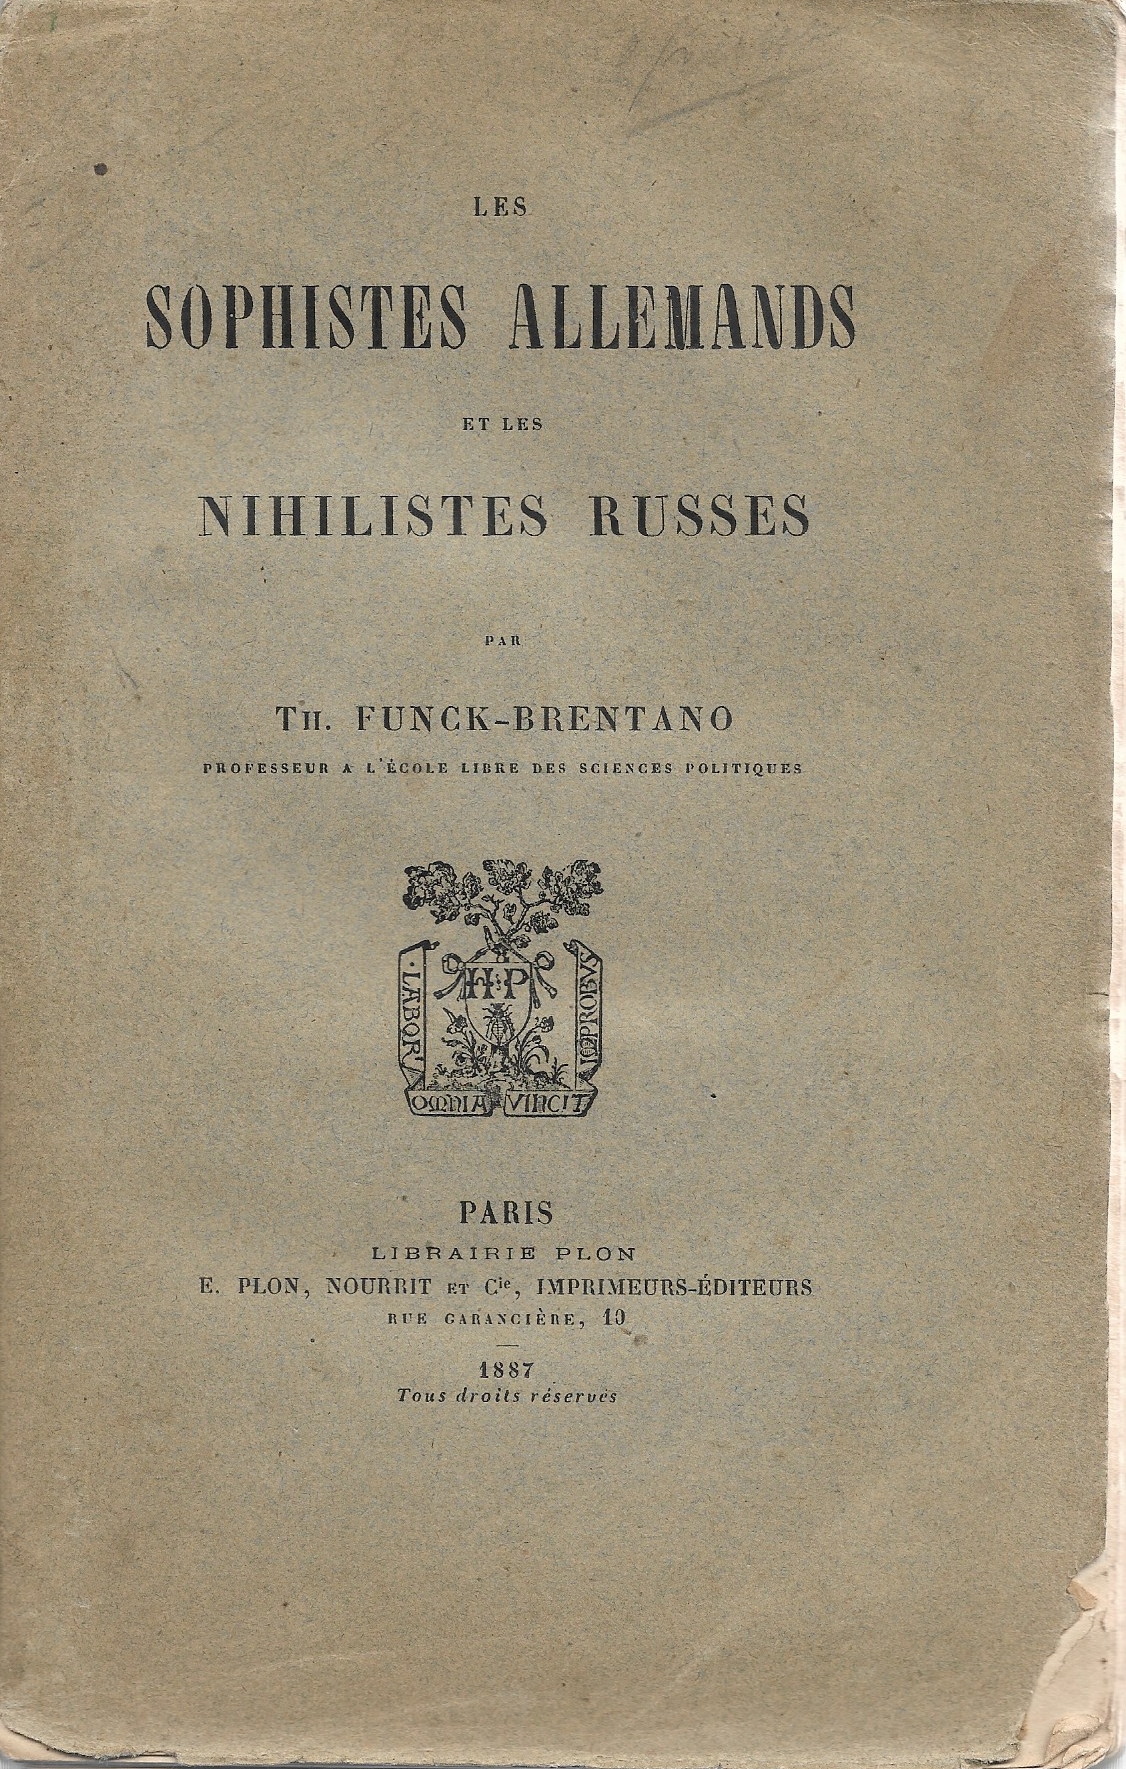 LES
SOPHISTES ALLEMANDS
ET LES
NIHILISTES RUSSES
PAR
TH. FUNCK-BRENTANO
PROFESSEUR A L'ÉCOLE LIBRE DES SCIENCES POLITIQUES
H P
LABOR
IMPROBVS
OMNIA VINCIT
PARIS
LIBRAIRIE PLON
E. PLON, NOURRIT ET Cie, IMPRIMEURS-ÉDITEURS
RUE GARANCIÈRE, 10
1887
Tous droits réservés